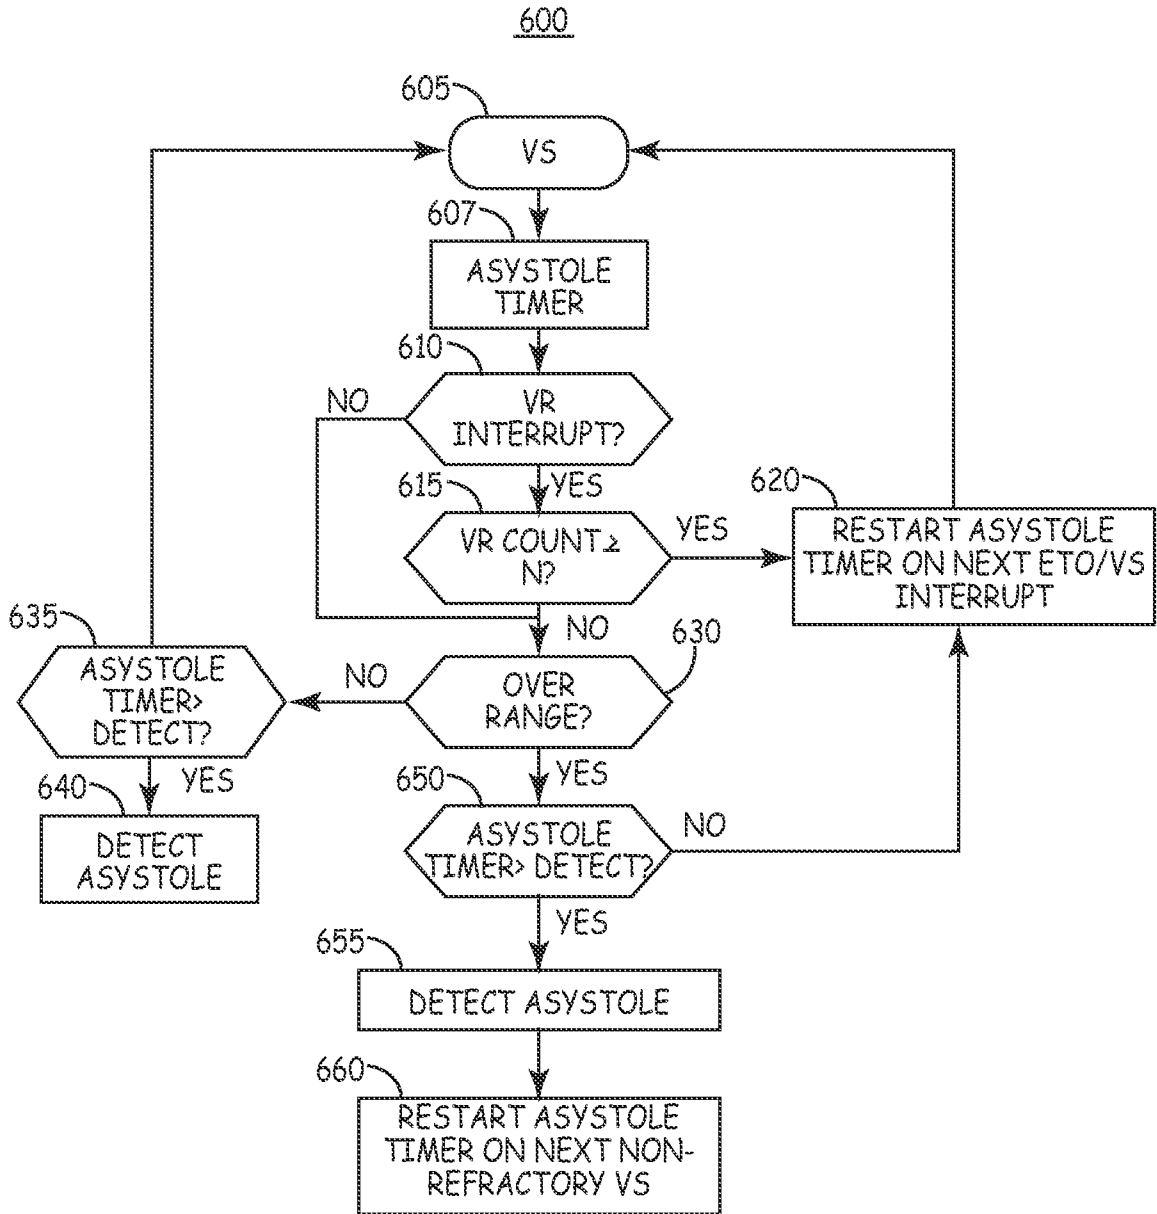 600
605
VS
607
ASYSTOLE
TIMER
610
NO
VR
INTERRUPT?
YES
615
VR COUNT ≥
N?
YES
620
RESTART ASYSTOLE
TIMER ON NEXT ETO/VS
INTERRUPT
NO
635
ASYSTOLE
TIMER>
DETECT?
NO
630
OVER
RANGE?
YES
YES
640
DETECT
ASYSTOLE
650
ASYSTOLE
TIMER> DETECT?
NO
YES
655
DETECT ASYSTOLE
660
RESTART ASYSTOLE
TIMER ON NEXT NON-
REFRACTORY VS